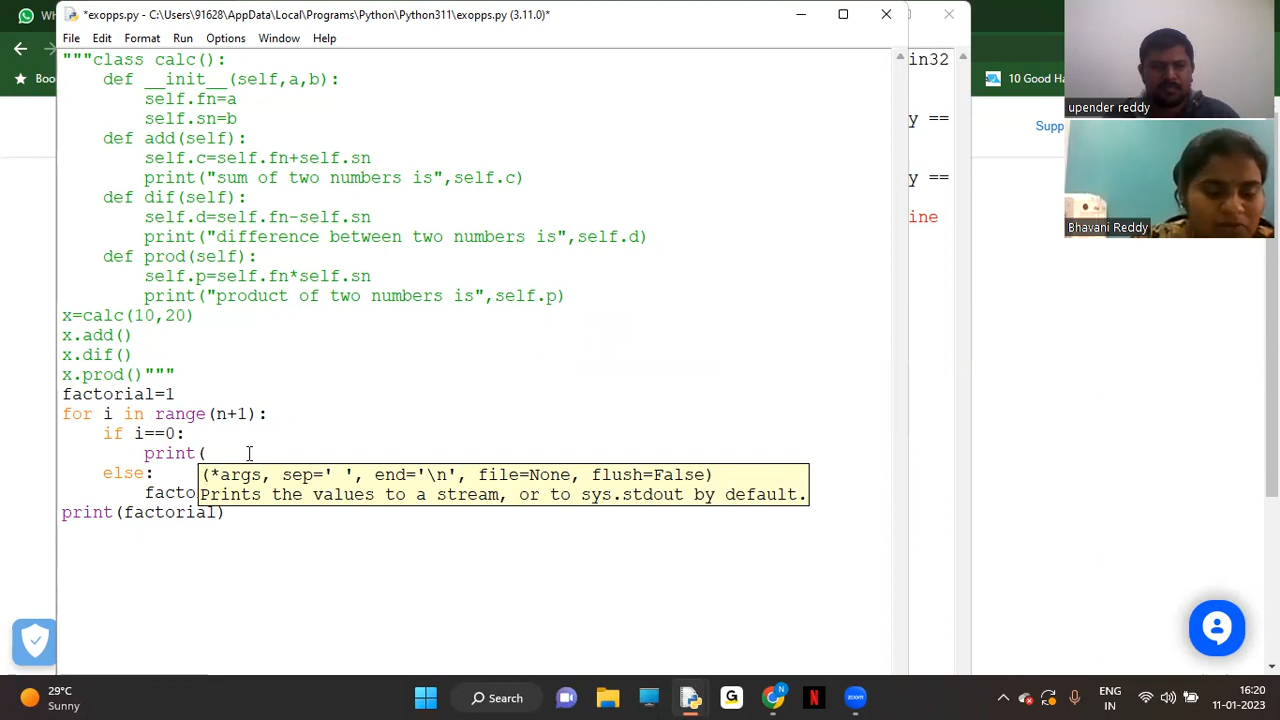 *exopps.py - C:\Users\91628\AppData\Local\Programs\Python\Python311\exopps.py (3.11.0)*
File Edit Format Run Options Window Help
"""class calc():
    def __init__(self,a,b):
        self.fn=a
        self.sn=b
    def add(self):
        self.c=self.fn+self.sn
        print("sum of two numbers is",self.c)
    def dif(self):
        self.d=self.fn-self.sn
        print("difference between two numbers is",self.d)
    def prod(self):
        self.p=self.fn*self.sn
        print("product of two numbers is",self.p)
x=calc(10,20)
x.add()
x.dif()
x.prod()"""
factorial=1
for i in range(n+1):
    if i==0:
        print(
(*args, sep=' ', end='\n', file=None, flush=False)
Prints the values to a stream, or to sys.stdout by default.
    else:
        facto
print(factorial)
Wh
Boo
in32
y ==
y ==
ine
10 Good Ha
Supp
upender reddy
Bhavani Reddy
29°C
Sunny
Search
G
N
ENG
IN
16:20
11-01-2023